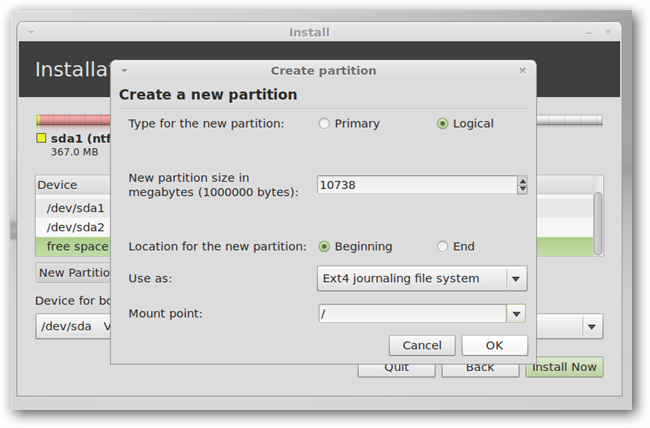 Install
Installa
Create partition
Create a new partition
Type for the new partition:
Primary
Logical
sda1 (ntf
367.0 MB
New partition size in
megabytes (1000000 bytes):
10738
Device
/dev/sda1
/dev/sda2
free space
Location for the new partition:
Beginning
End
New Partitio
Use as:
Ext4 journaling file system
Device for bo
Mount point:
/
/dev/sda V
Cancel
OK
Quit
Back
Install Now